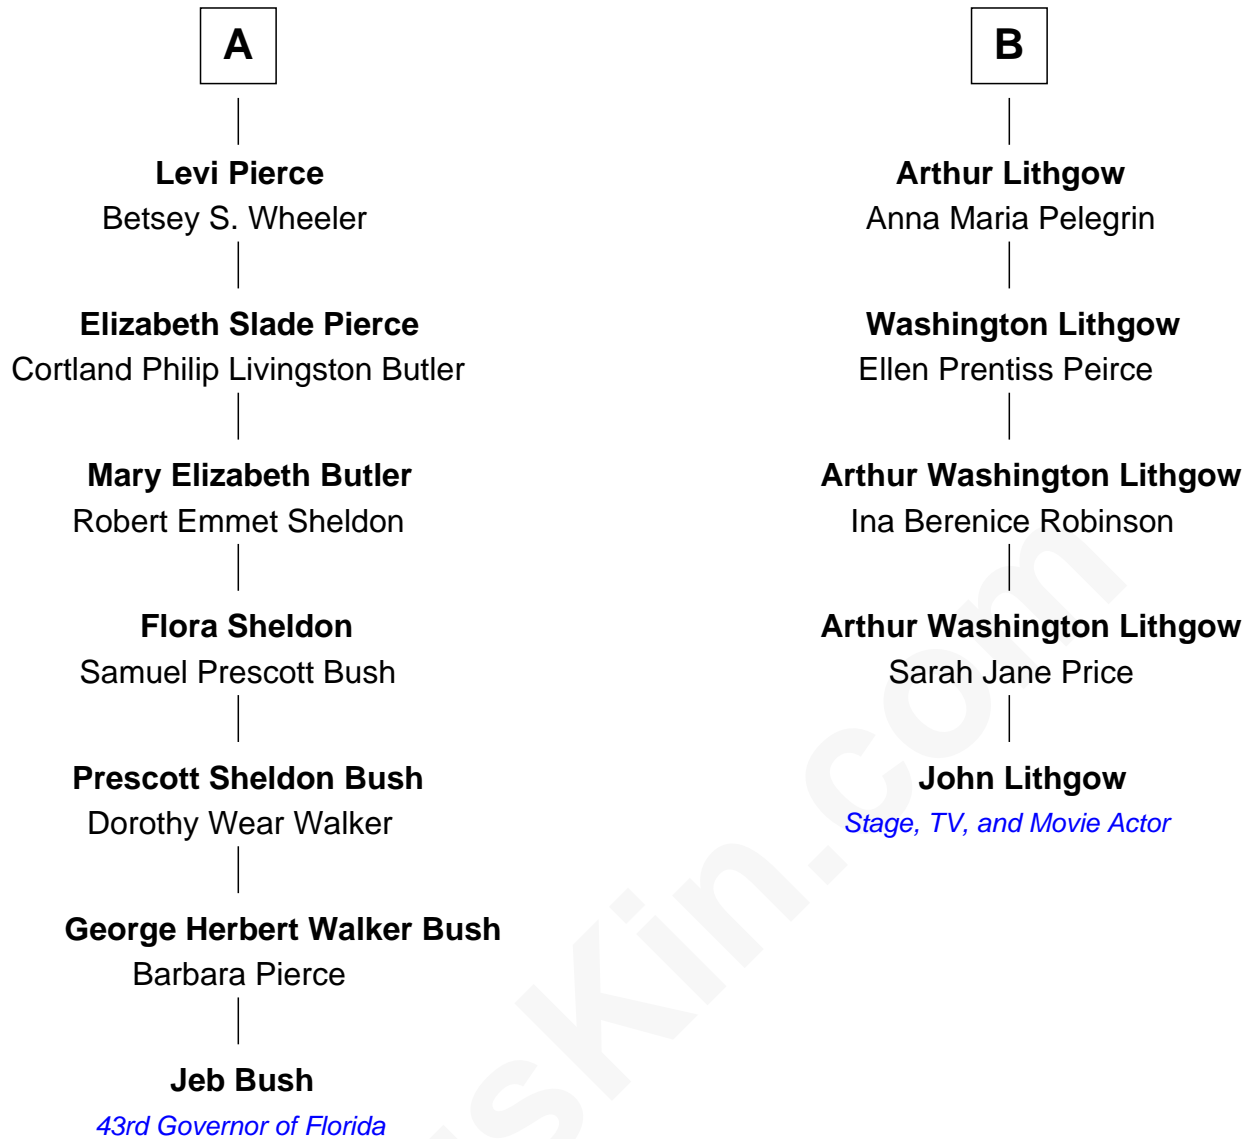 A
Levi Pierce
Betsey S. Wheeler
Elizabeth Slade Pierce
Cortland Philip Livingston Butler
Mary Elizabeth Butler
Robert Emmet Sheldon
Flora Sheldon
Samuel Prescott Bush
Prescott Sheldon Bush
Dorothy Wear Walker
George Herbert Walker Bush
Barbara Pierce
Jeb Bush
43rd Governor of Florida
B
Arthur Lithgow
Anna Maria Pelegrin
Washington Lithgow
Ellen Prentiss Peirce
Arthur Washington Lithgow
Ina Berenice Robinson
Arthur Washington Lithgow
Sarah Jane Price
John Lithgow
Stage, TV, and Movie Actor
sKin.com